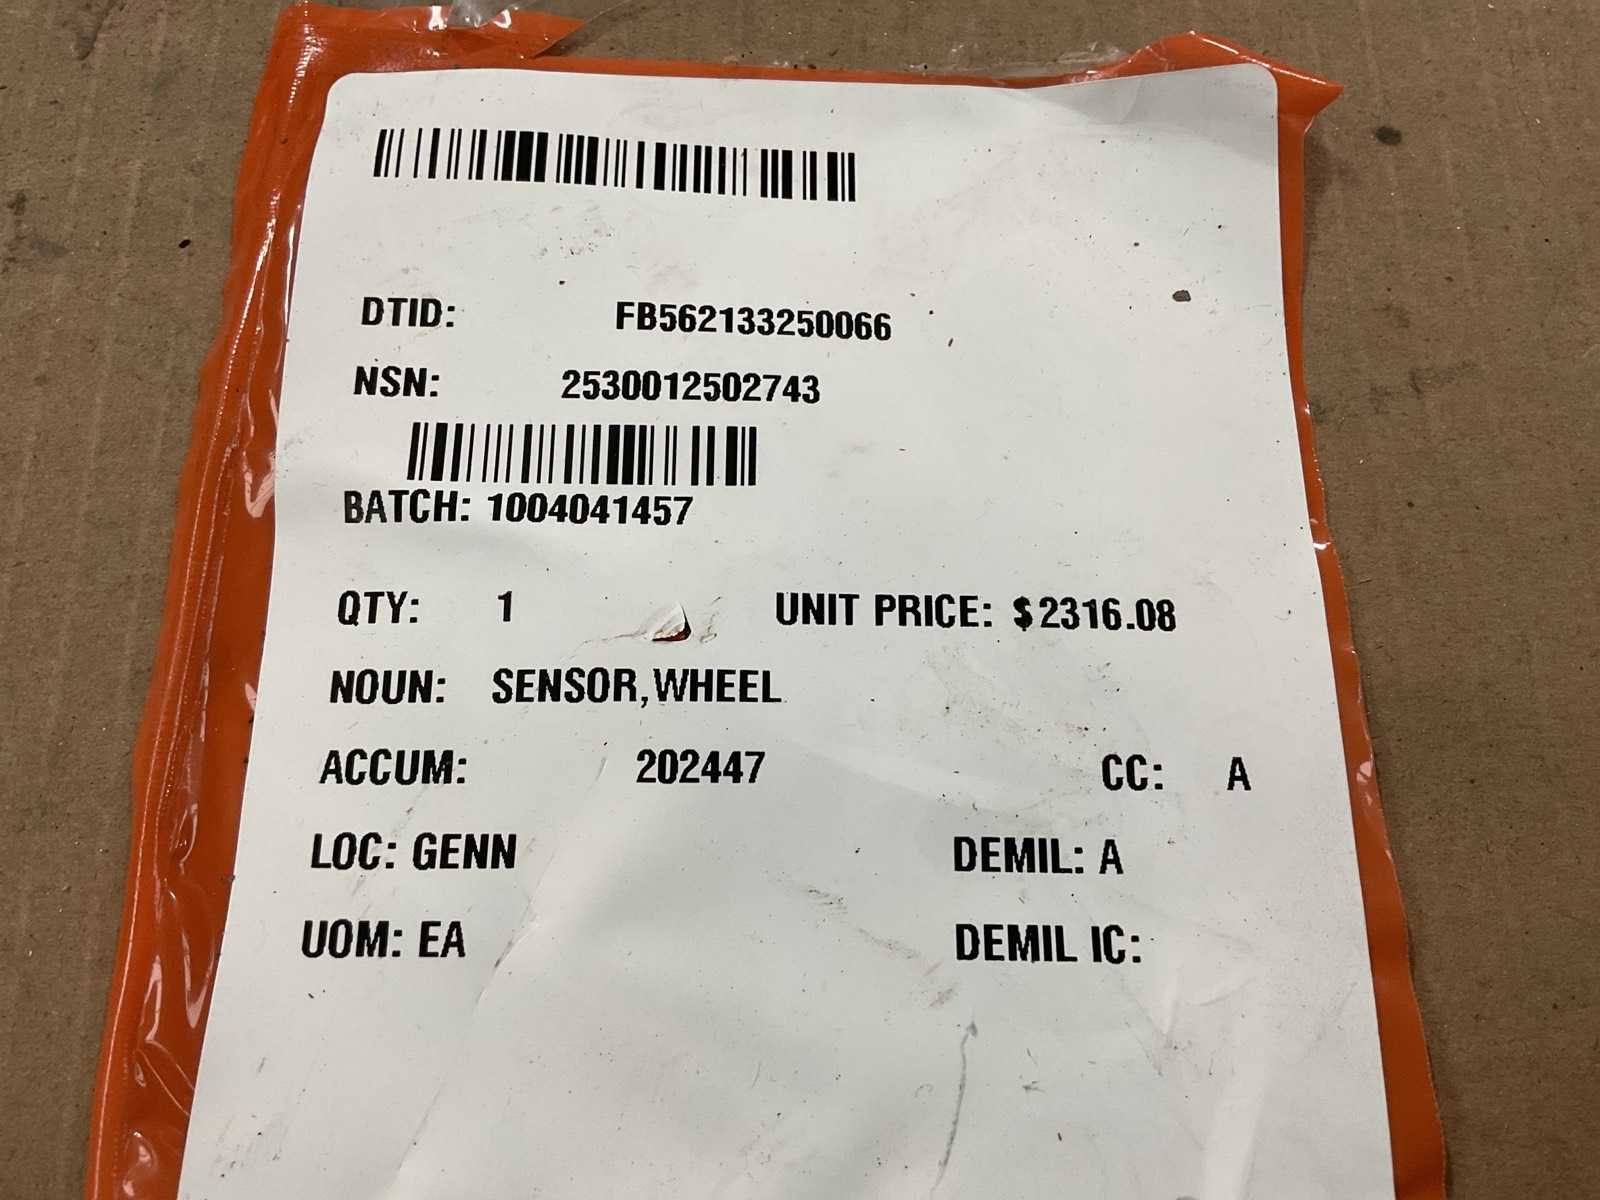 DTID: FB562133250066
NSN: 2530012502743
BATCH: 1004041457
QTY: 1 UNIT PRICE: $2316.08
NOUN: SENSOR,WHEEL
ACCUM: 202447 CC: A
LOC: GENN DEMIL: A
UOM: EA DEMIL IC: